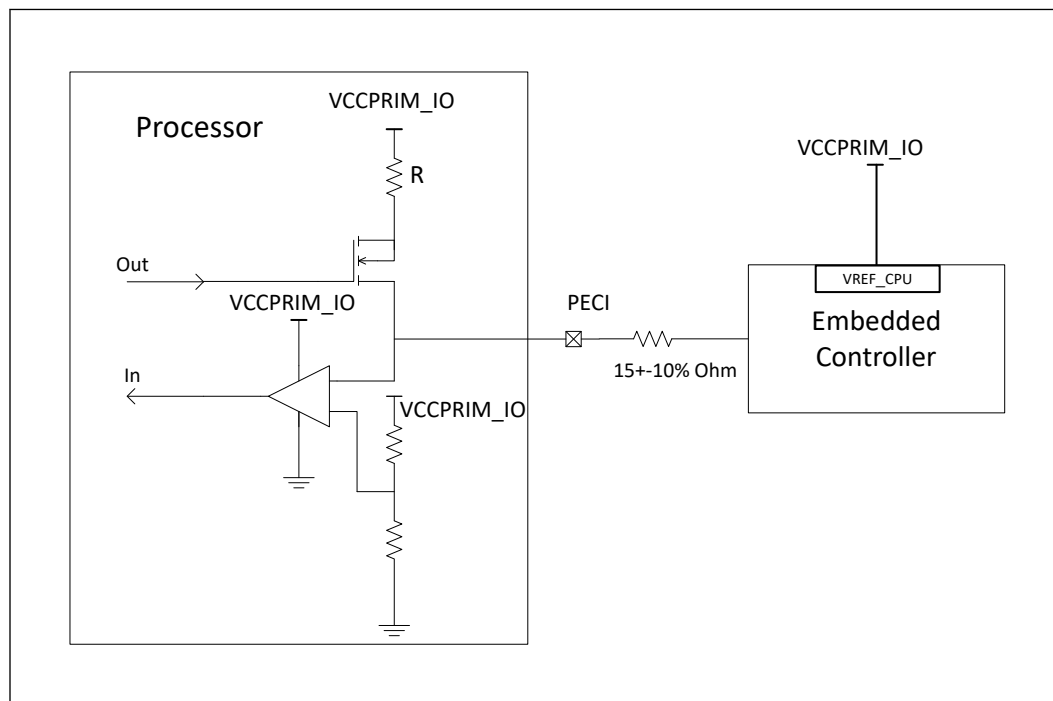 VCCPRIM_IO
Processor
R
Out
VCCPRIM_IO
In
VCCPRIM_IO
PECI
15+-10% Ohm
VCCPRIM_IO
VREF_CPU
Embedded
Controller